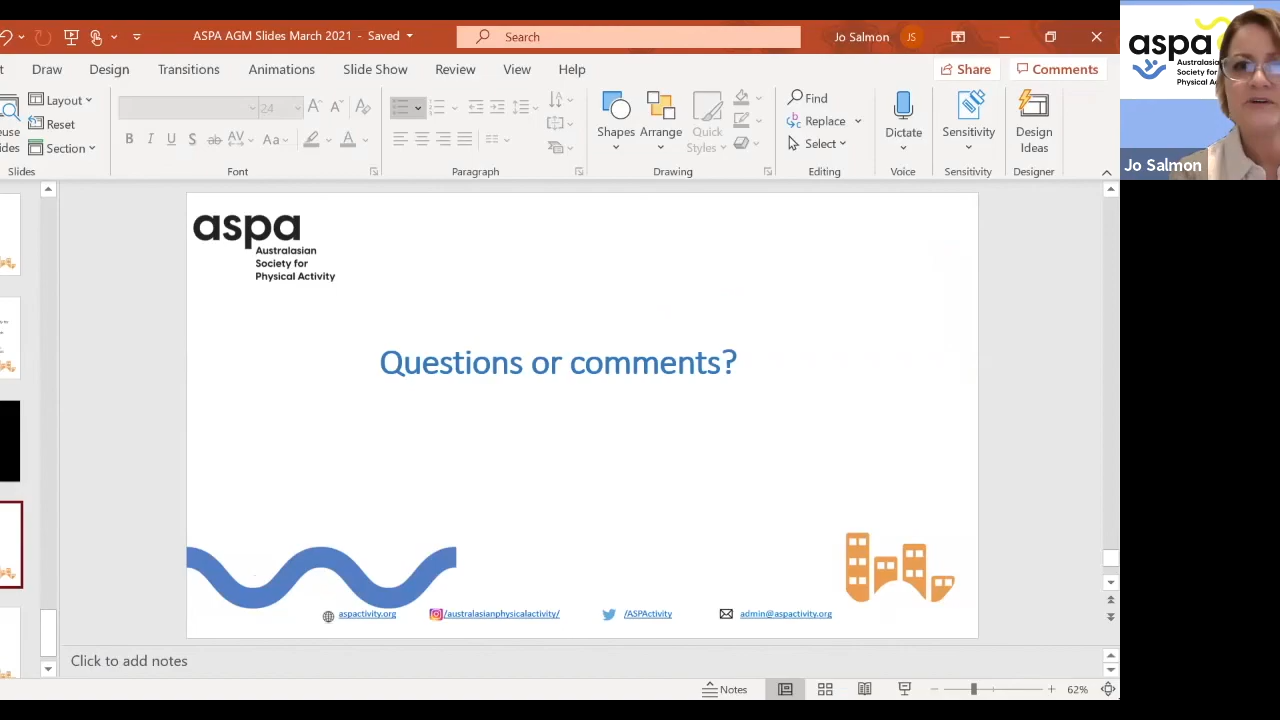 ASPA AGM Slides March 2021 - Saved
Search
Jo Salmon
JS
Draw
Design
Transitions
Animations
Slide Show
Review
View
Help
Share
Comments
Layout
Reset
Section
Slides
24
B I U S ab AV Aa
Font
Paragraph
Shapes
Arrange
Quick
Styles
Drawing
Find
Replace
Select
Editing
Dictate
Voice
Sensitivity
Sensitivity
Design
Ideas
Designer
aspa
Australasian
Society for
Physical Activity
Questions or comments?
aspactivity.org
/australasianphysicalactivity/
/ASPActivity
admin@aspactivity.org
Click to add notes
Notes
62%
aspa
Australasian
Society for
Physical Activity
Jo Salmon